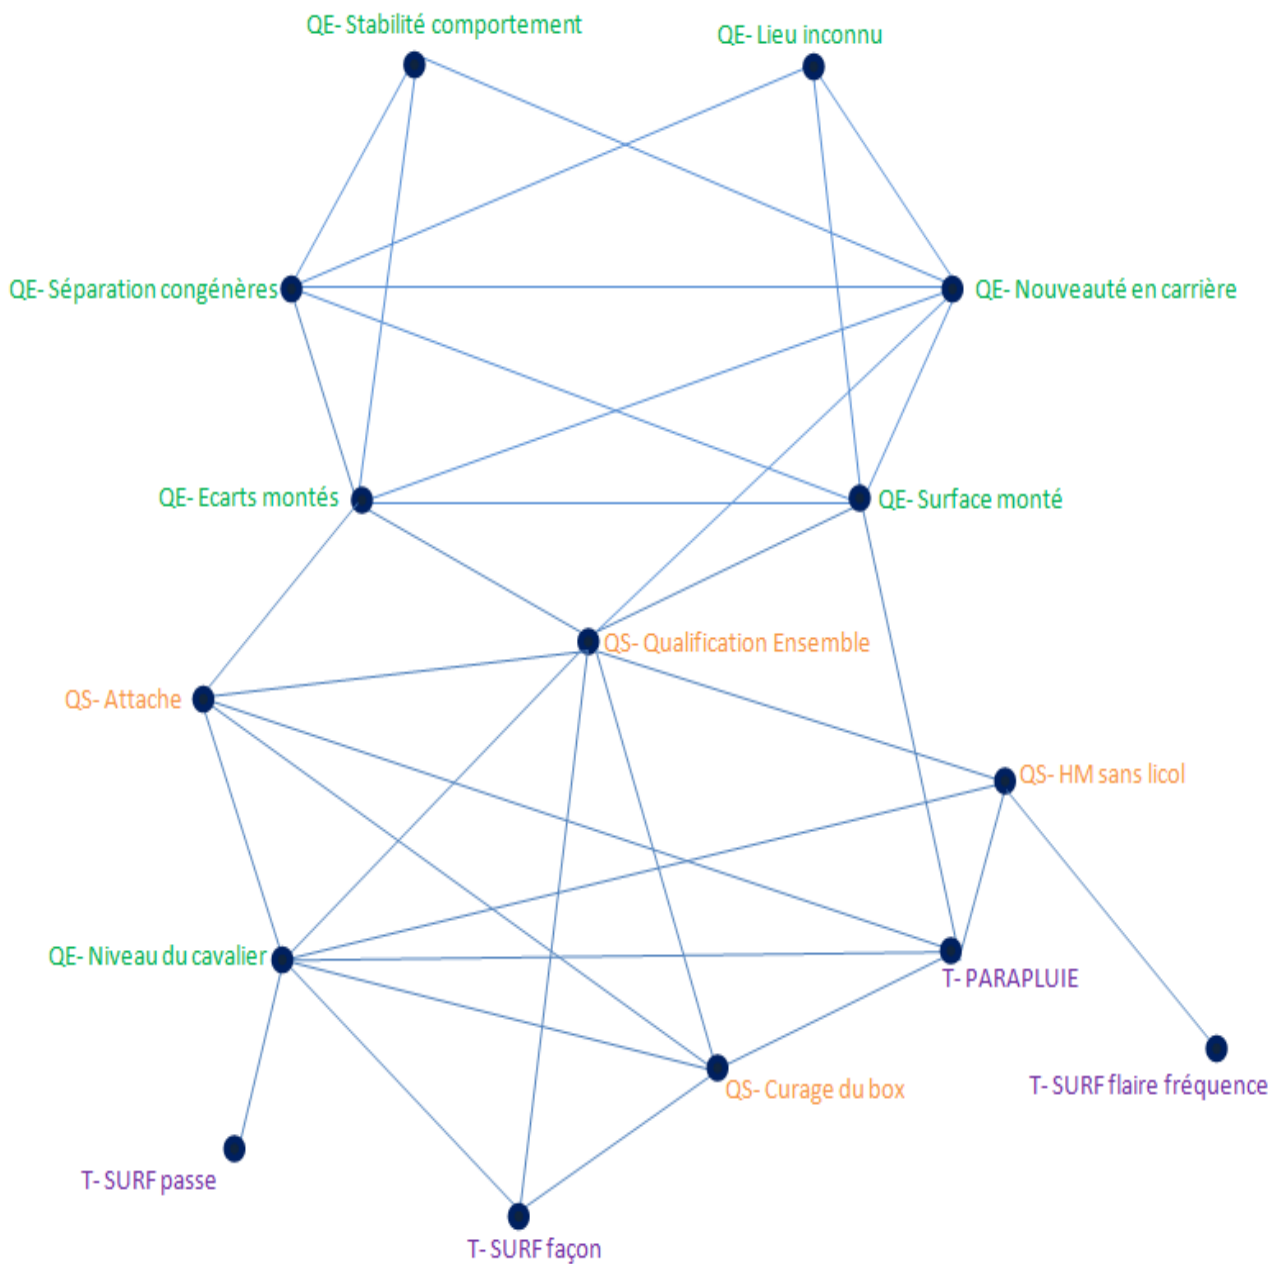 QE- Stabilité comportement
QE- Lieu inconnu
QE- Séparation congénères
QE- Nouveauté en carrière
QE- Ecarts montés
QE- Surface monté
QS- Qualification Ensemble
QS- Attache
QS- HM sans licol
QE- Niveau du cavalier
T- PARAPLUIE
T- SURF flaire fréquence
QS- Curage du box
T- SURF passe
T- SURF façon